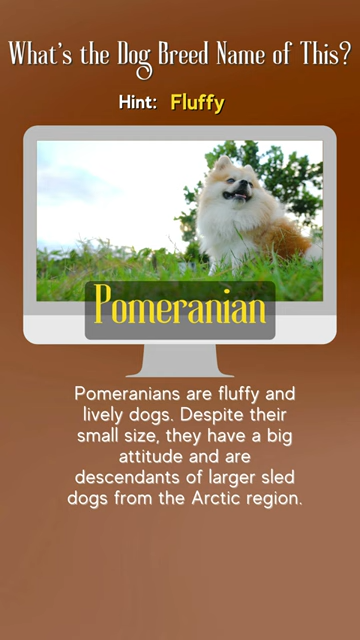 What's the Dog Breed Name of This?
Hint: Fluffy
Pomeranian
Pomeranians are fluffy and
lively dogs. Despite their
small size, they have a big
attitude and are
descendants of larger sled
dogs from the Arctic region.